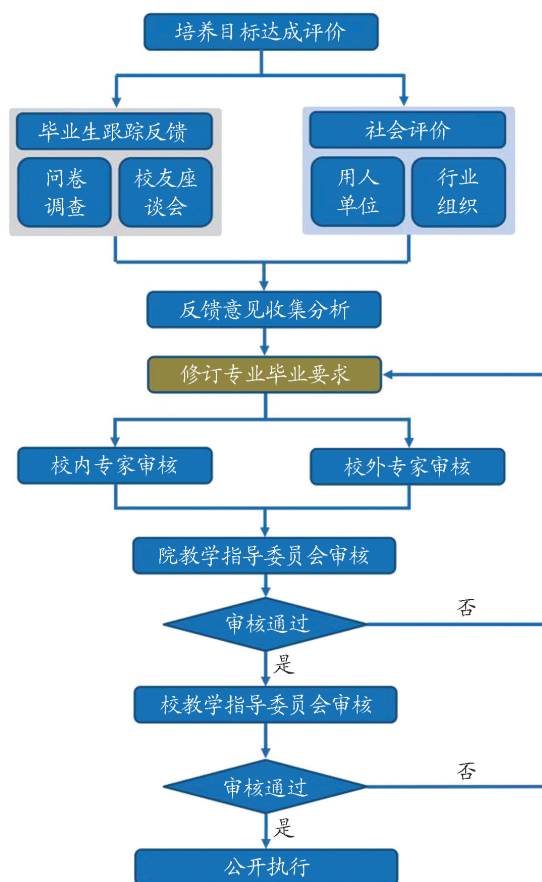 培养目标达成评价
毕业生跟踪反馈
社会评价
问卷
调查
校友座
谈会
用人
单位
行业
组织
反馈意见收集分析
修订专业毕业要求
校内专家审核
校外专家审核
院教学指导委员会审核
审核通过
否
是
校教学指导委员会审核
审核通过
否
是
公开执行